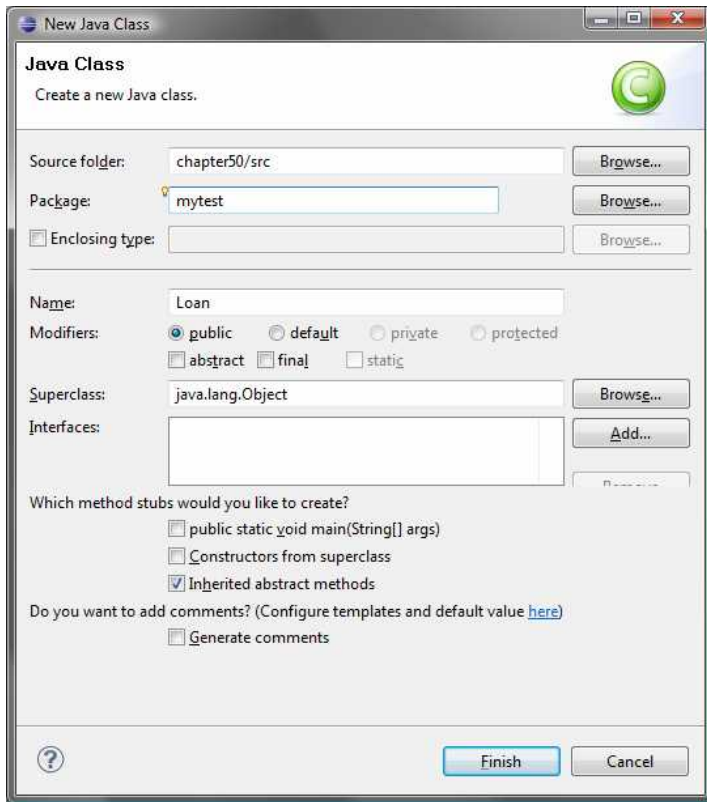 New Java Class
Java Class
Create a new Java class.
Source folder: chapter50/src Browse...
Package: mytest Browse...
Enclosing type: Browse...
Name: Loan
Modifiers: public default private protected
abstract final static
Superclass: java.lang.Object Browse...
Interfaces: Add...
Which method stubs would you like to create?
public static void main(String[] args)
Constructors from superclass
Inherited abstract methods
Do you want to add comments? (Configure templates and default value here)
Generate comments
Finish Cancel